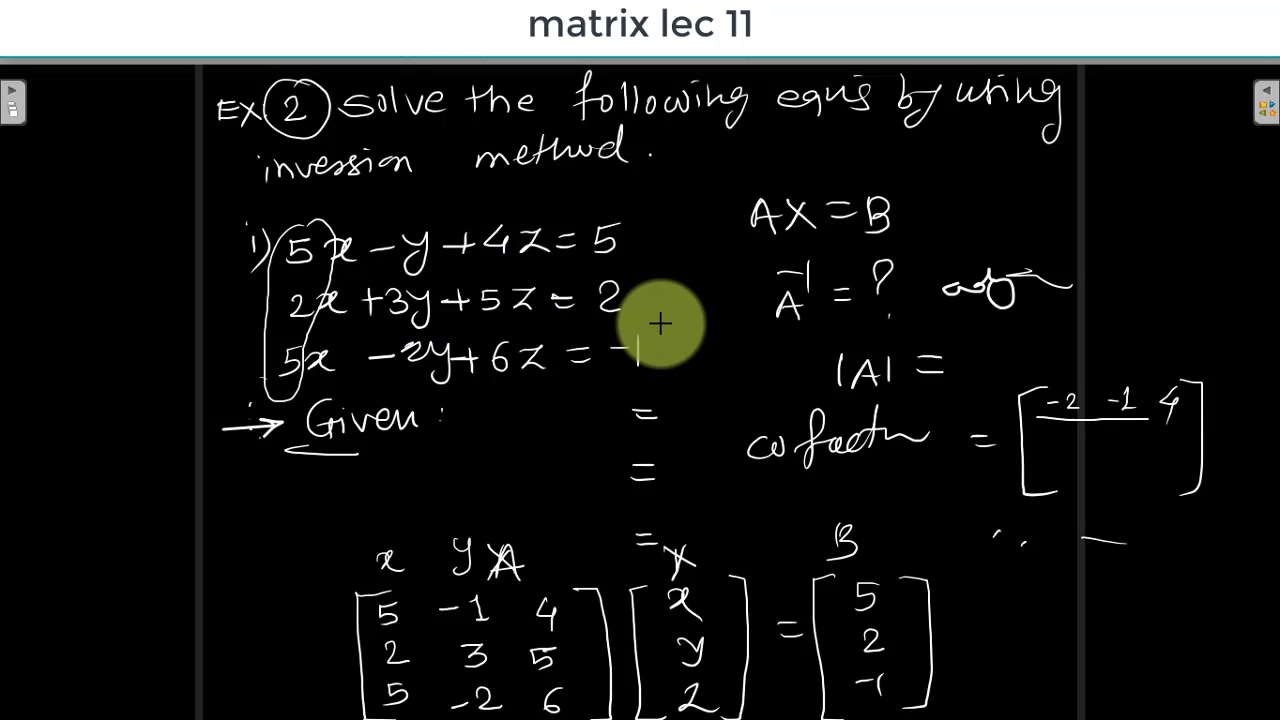 matrix lec 11
EX ② solve the following eqns by using
inversion method.
i) 5x - y + 4z = 5
2x + 3y + 5z = 2
5x - 2y + 6z = -1
→ Given :
=
=
=
AX = B
A⁻¹ = ?
|A| =
cofactor = [ -2 -1 4 ]
x y A X B
[ 5 -1 4 ] [ x ] = [ 5 ]
[ 2 3 5 ] [ y ] [ 2 ]
[ 5 -2 6 ] [ z ] [ -1 ]